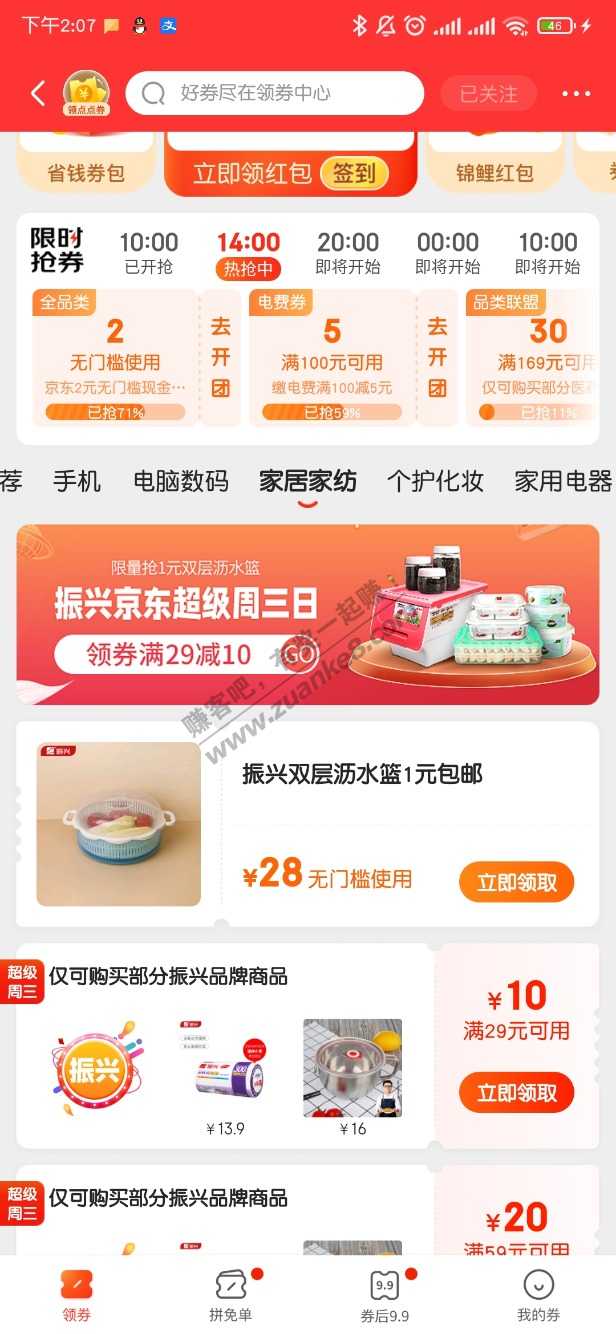 下午2:07
46
领点点券
好券尽在领券中心
已关注
省钱券包
立即领红包 签到
锦鲤红包
限时抢券
10:00 14:00 20:00 00:00 10:00
已开抢 热抢中 即将开始 即将开始 即将开始
全品类
2
无门槛使用
京东2元无门槛现金…
已抢71%
去开团
电费券
5
满100元可用
缴电费满100减5元
已抢59%
去开团
品类联盟
30
满169元可用
仅可购买部分医
已抢11%
荐 手机 电脑数码 家居家纺 个护化妆 家用电器
限量抢1元双层沥水篮
振兴京东超级周三日
领券满29减10 GO
赚客吧,有奖一起赚!
www.zuanke8.com
振兴
振兴双层沥水篮1元包邮
¥28 无门槛使用
立即领取
超级周三
仅可购买部分振兴品牌商品
振兴
振兴
300
¥13.9
¥16
¥10
满29元可用
立即领取
超级周三
仅可购买部分振兴品牌商品
¥20
满59元可用
领券
拼免单
9.9
券后9.9
我的券